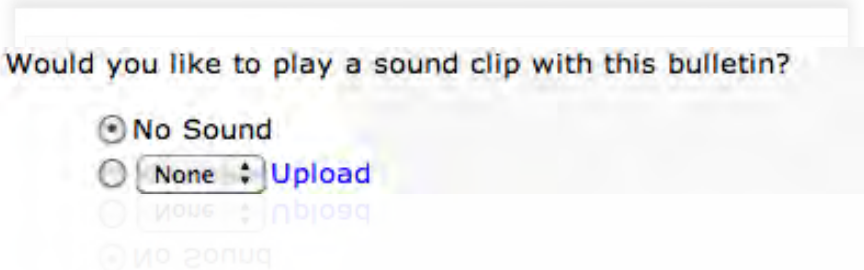 Would you like to play a sound clip with this bulletin?
No Sound
None Upload